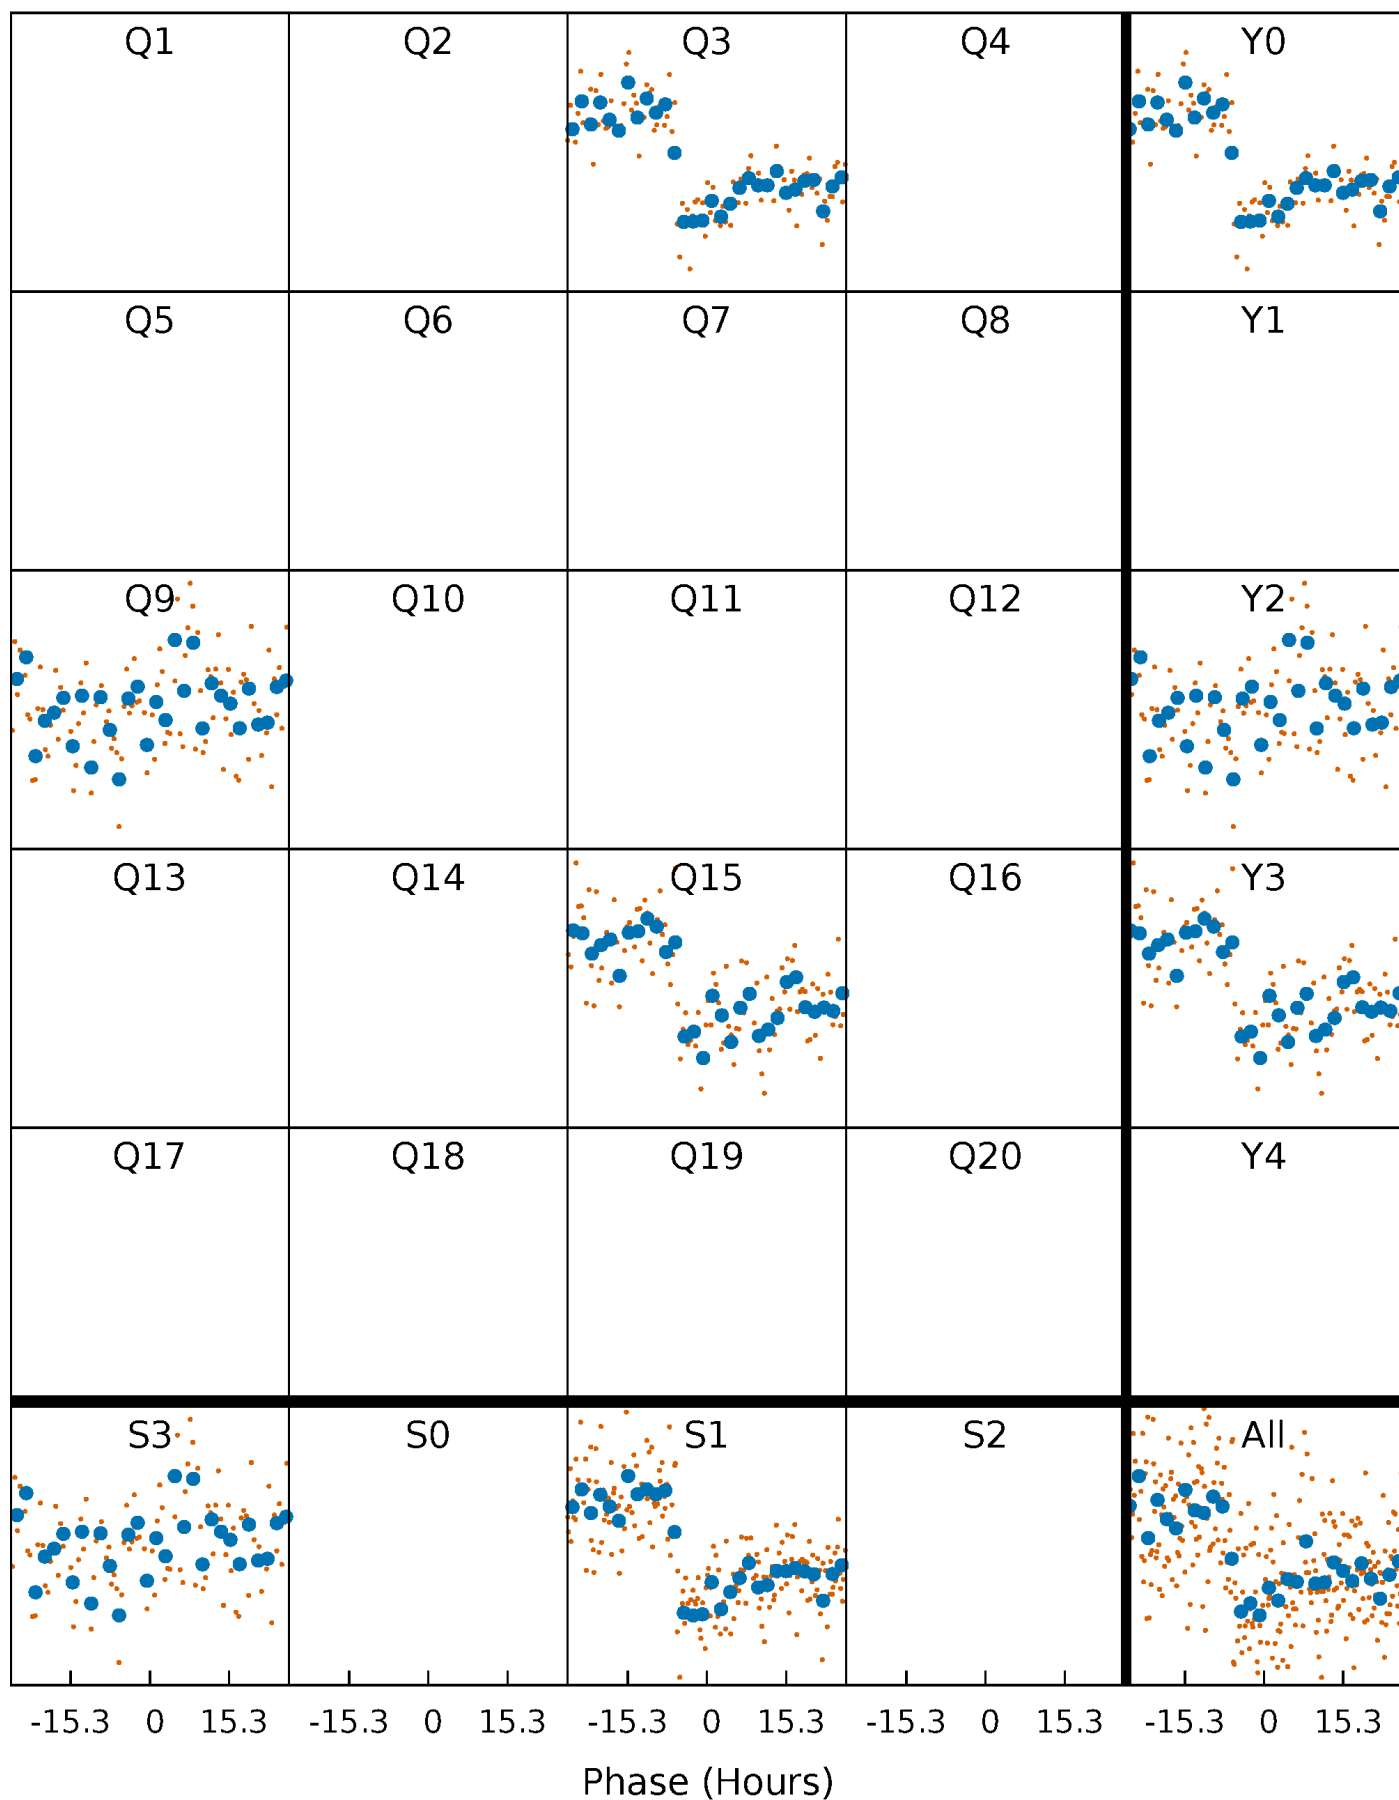 Q1 Q2 Q3 Q4 Y0
Q5 Q6 Q7 Q8 Y1
Q9 Q10 Q11 Q12 Y2
Q13 Q14 Q15 Q16 Y3
Q17 Q18 Q19 Q20 Y4
S3 S0 S1 S2 All
-15.3 0 15.3 -15.3 0 15.3 -15.3 0 15.3 -15.3 0 15.3 -15.3 0 15.3
Phase (Hours)